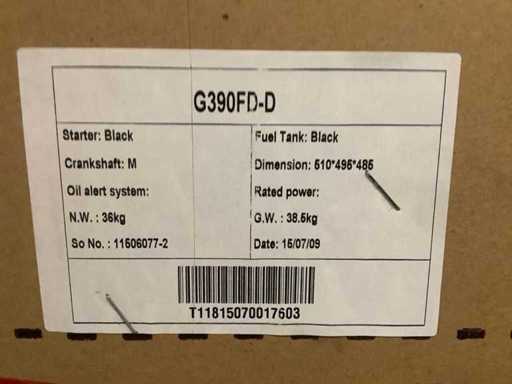 G390FD-D
Starter: Black
Fuel Tank: Black
Crankshaft: M
Dimension: 510*495*485
Oil alert system:
Rated power:
N.W. : 36kg
G.W. : 38.5kg
So No. : 11506077-2
Date: 15/07/09
T11815070017603